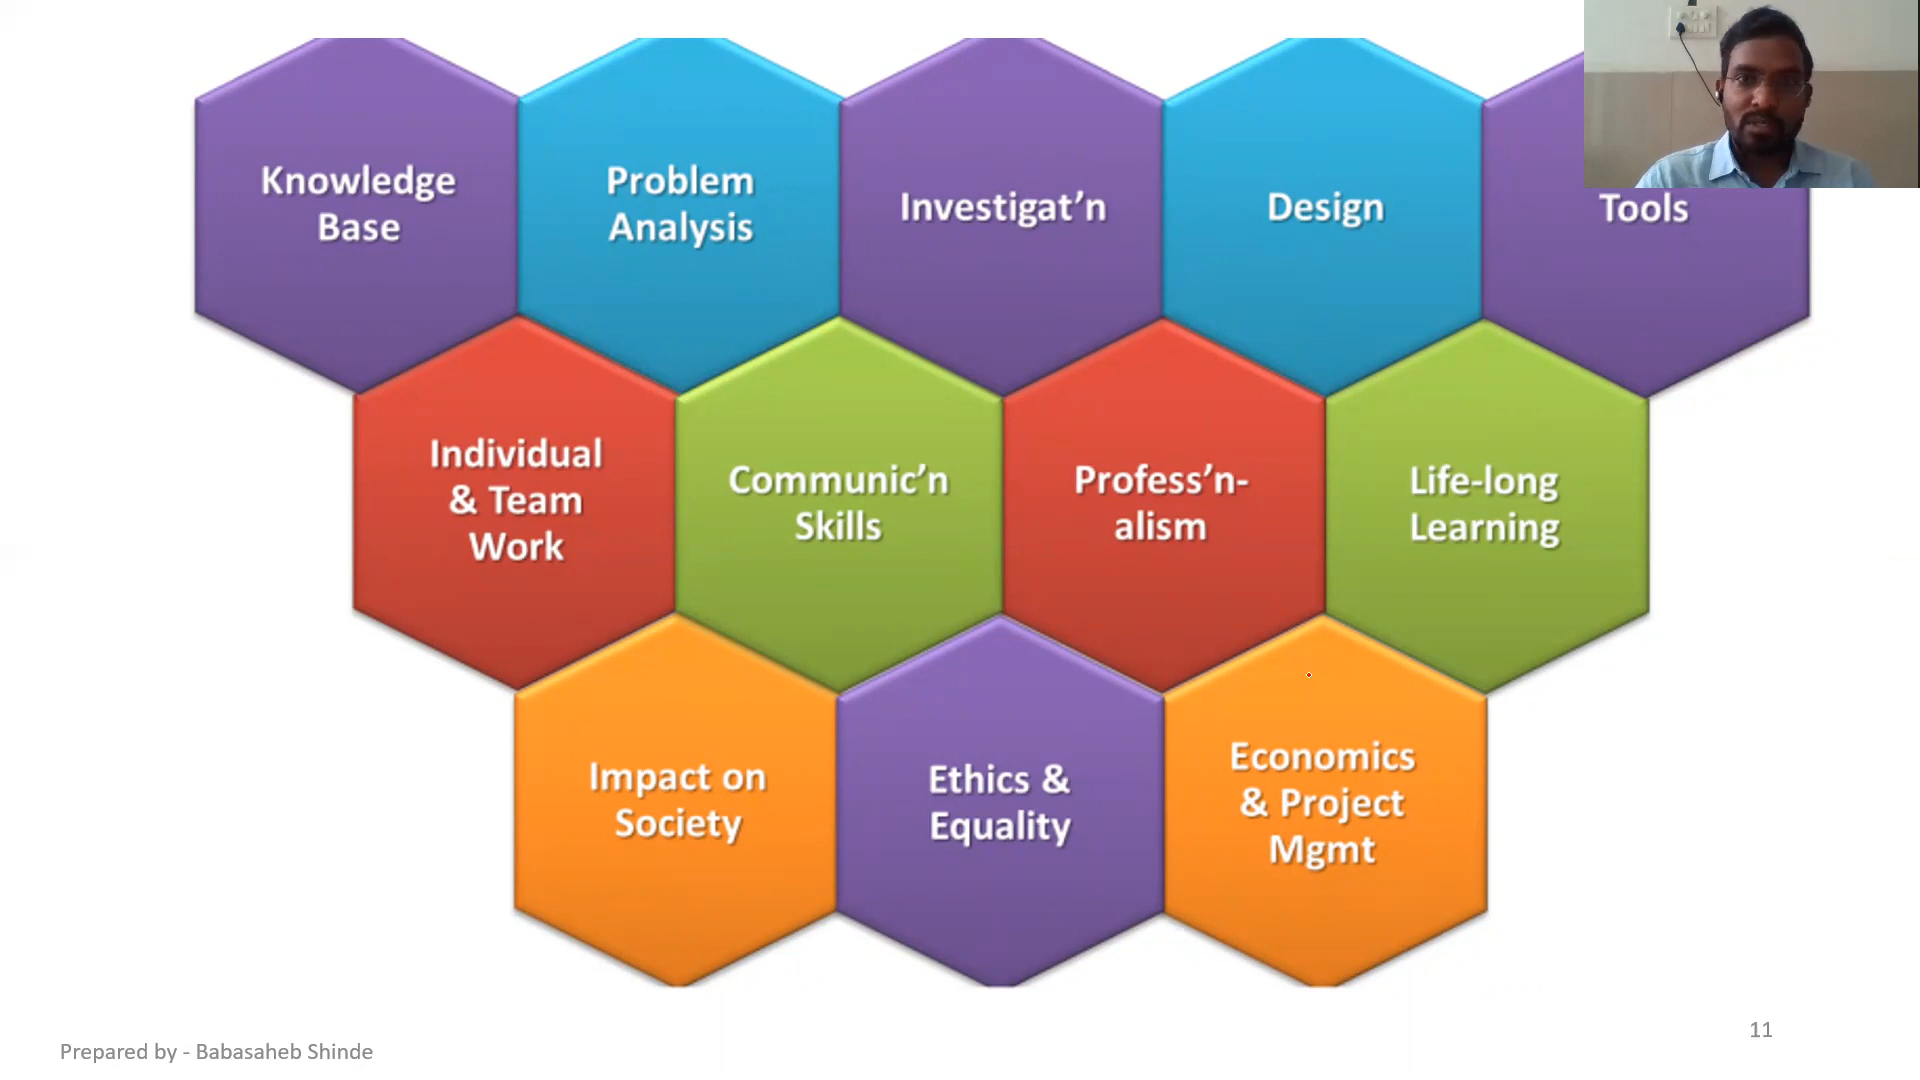 Knowledge
Base
Problem
Analysis
Investigat’n
Design
Tools
Individual
& Team
Work
Communic’n
Skills
Profess’n-
alism
Life-long
Learning
Impact on
Society
Ethics &
Equality
Economics
& Project
Mgmt
Prepared by - Babasaheb Shinde
11